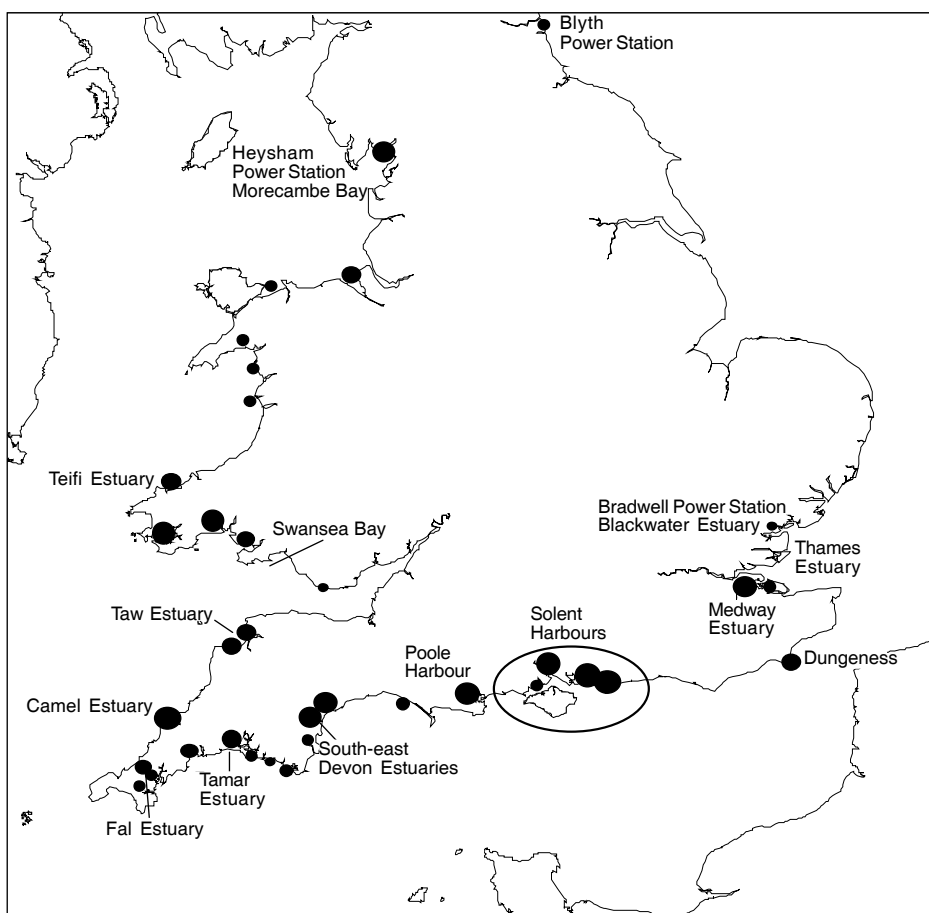 Blyth
Power Station
Heysham
Power Station
Morecambe Bay
Teifi Estuary
Swansea Bay
Bradwell Power Station
Blackwater Estuary
Thames
Estuary
Medway
Estuary
Taw Estuary
Solent
Harbours
Poole
Harbour
Dungeness
Camel Estuary
South-east
Devon Estuaries
Tamar
Estuary
Fal Estuary